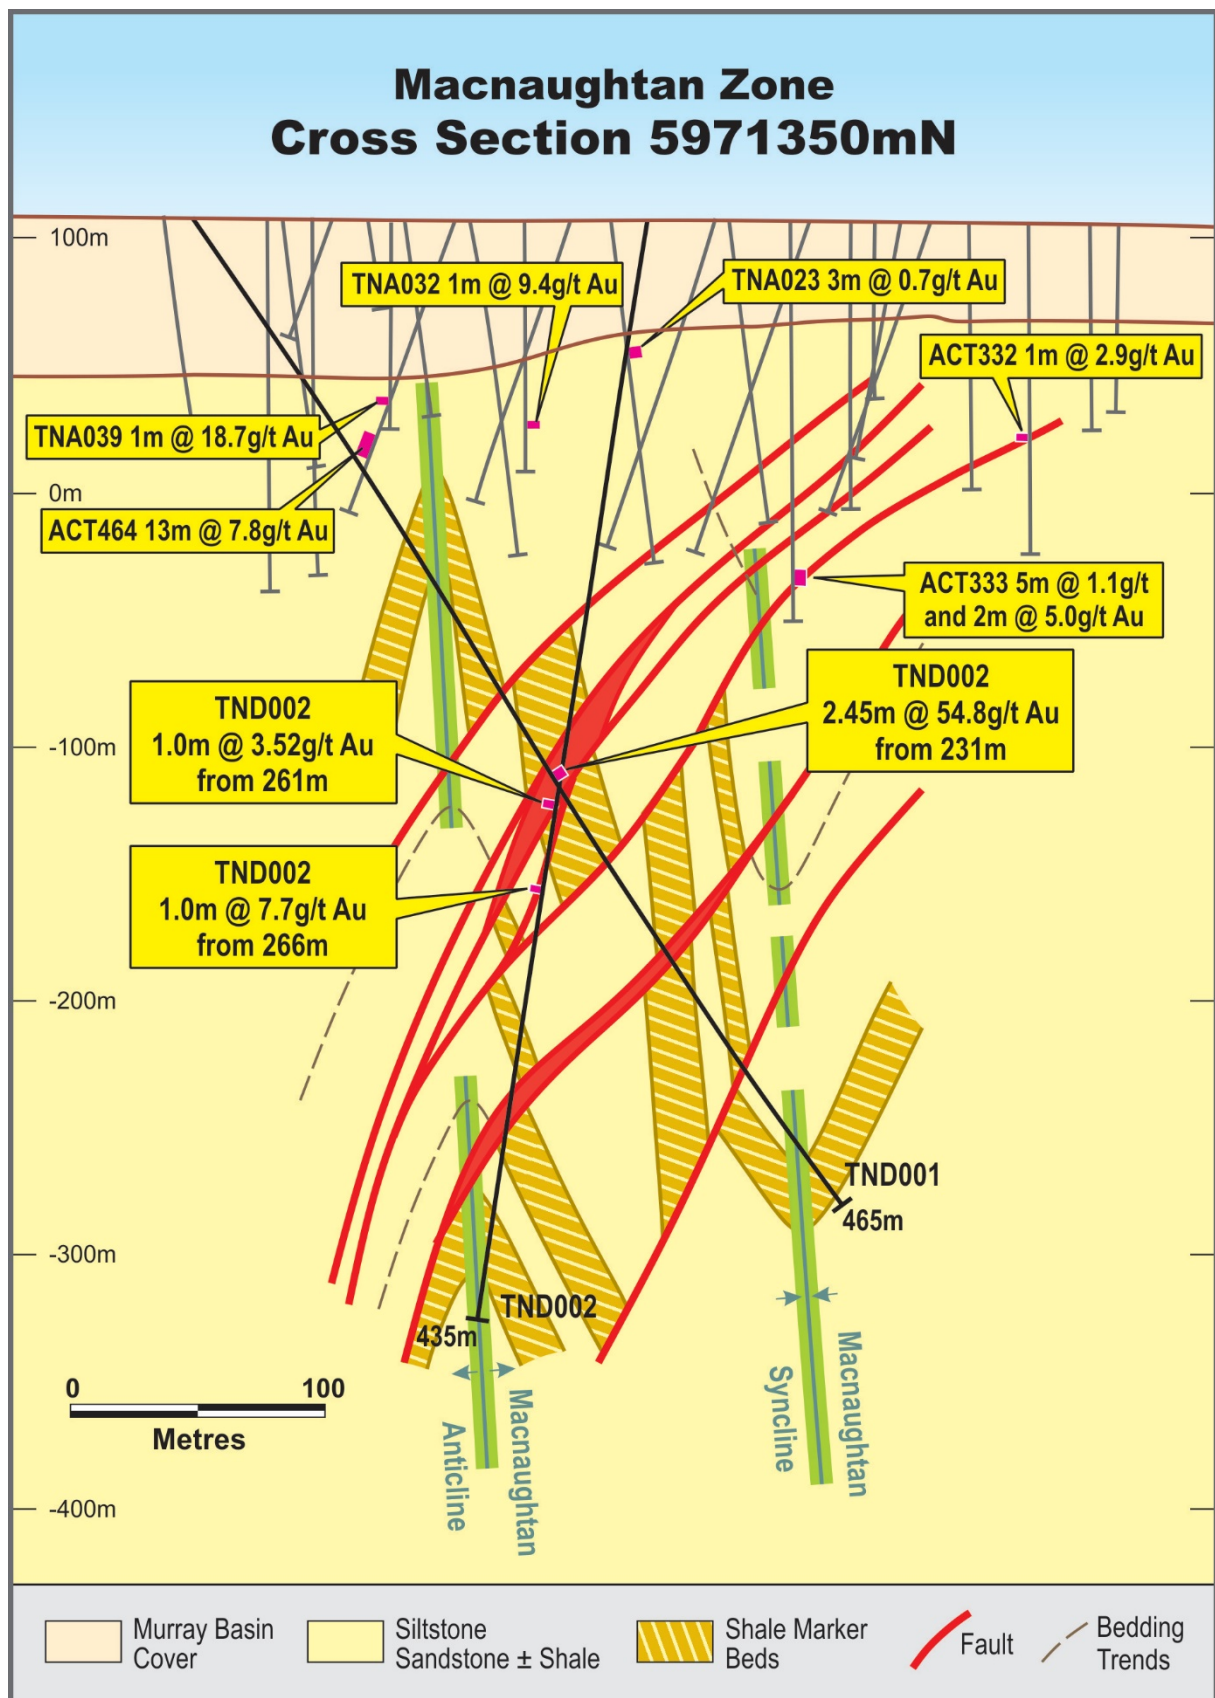 Macnaughtan Zone
Cross Section 5971350mN
100m
TNA032 1m @ 9.4g/t Au
TNA023 3m @ 0.7g/t Au
ACT332 1m @ 2.9g/t Au
TNA039 1m @ 18.7g/t Au
0m
ACT464 13m @ 7.8g/t Au
ACT333 5m @ 1.1g/t
and 2m @ 5.0g/t Au
TND002
2.45m @ 54.8g/t Au
from 231m
TND002
1.0m @ 3.52g/t Au
from 261m
-100m
TND002
1.0m @ 7.7g/t Au
from 266m
-200m
TND001
465m
-300m
TND002
435m
0 100
Metres
Macnaughtan
Anticline
Macnaughtan
Syncline
-400m
Murray Basin
Cover
Siltstone
Sandstone ± Shale
Shale Marker
Beds
Fault
Bedding
Trends